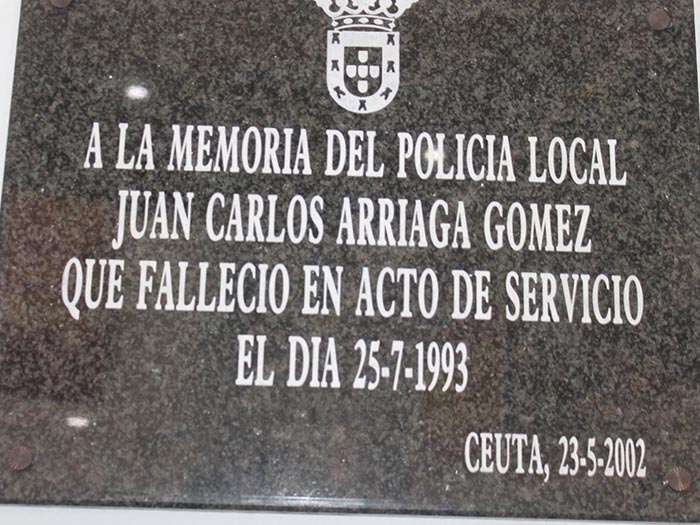 A LA MEMORIA DEL POLICIA LOCAL
JUAN CARLOS ARRIAGA GOMEZ
QUE FALLECIO EN ACTO DE SERVICIO
EL DIA 25-7-1993
CEUTA, 23-5-2002